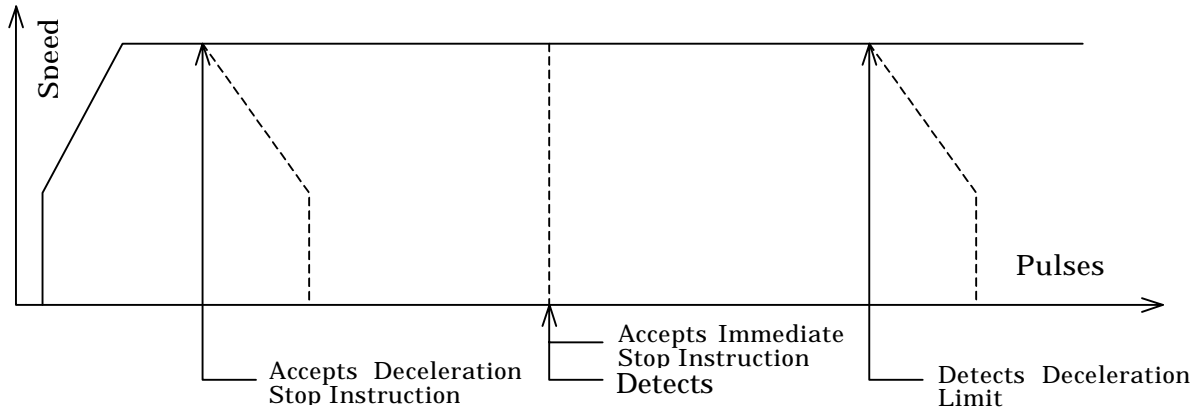 Speed
Pulses
Accepts Immediate
Stop Instruction
Detects
Accepts Deceleration
Stop Instruction
Detects Deceleration
Limit